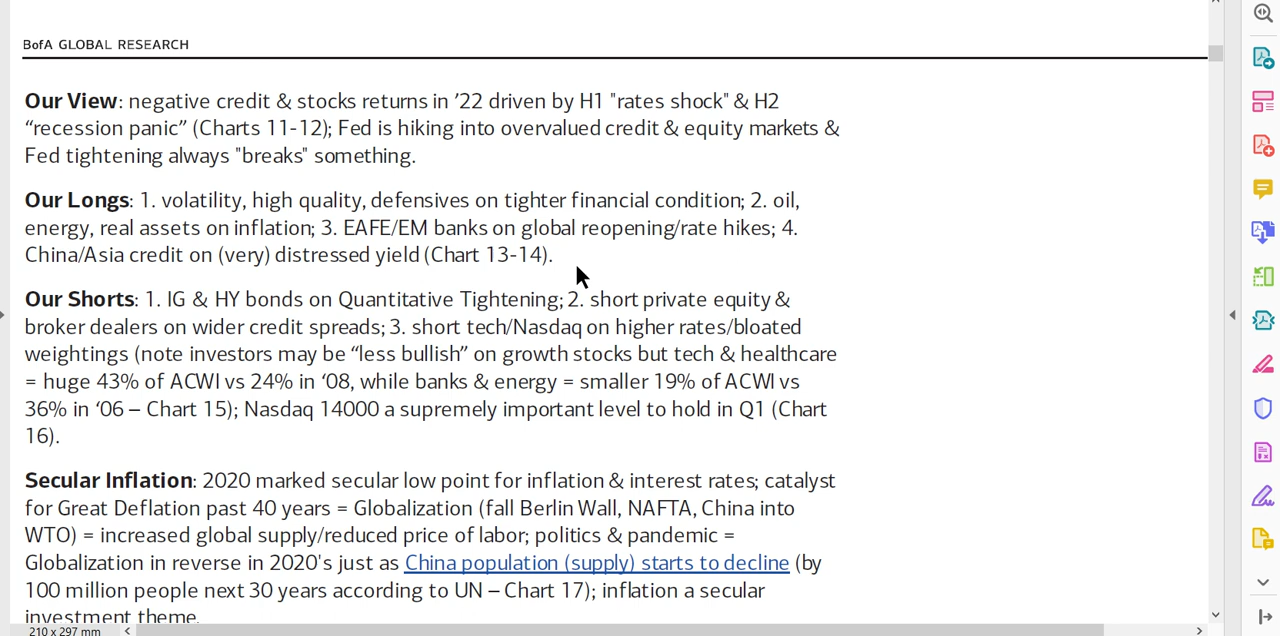 BofA GLOBAL RESEARCH
Our View: negative credit & stocks returns in ’22 driven by H1 "rates shock" & H2
“recession panic” (Charts 11-12); Fed is hiking into overvalued credit & equity markets &
Fed tightening always "breaks" something.
Our Longs: 1. volatility, high quality, defensives on tighter financial condition; 2. oil,
energy, real assets on inflation; 3. EAFE/EM banks on global reopening/rate hikes; 4.
China/Asia credit on (very) distressed yield (Chart 13-14).
Our Shorts: 1. IG & HY bonds on Quantitative Tightening; 2. short private equity &
broker dealers on wider credit spreads; 3. short tech/Nasdaq on higher rates/bloated
weightings (note investors may be “less bullish” on growth stocks but tech & healthcare
= huge 43% of ACWI vs 24% in ‘08, while banks & energy = smaller 19% of ACWI vs
36% in ‘06 – Chart 15); Nasdaq 14000 a supremely important level to hold in Q1 (Chart
16).
Secular Inflation: 2020 marked secular low point for inflation & interest rates; catalyst
for Great Deflation past 40 years = Globalization (fall Berlin Wall, NAFTA, China into
WTO) = increased global supply/reduced price of labor; politics & pandemic =
Globalization in reverse in 2020's just as China population (supply) starts to decline (by
100 million people next 30 years according to UN – Chart 17); inflation a secular
investment theme.
210 x 297 mm